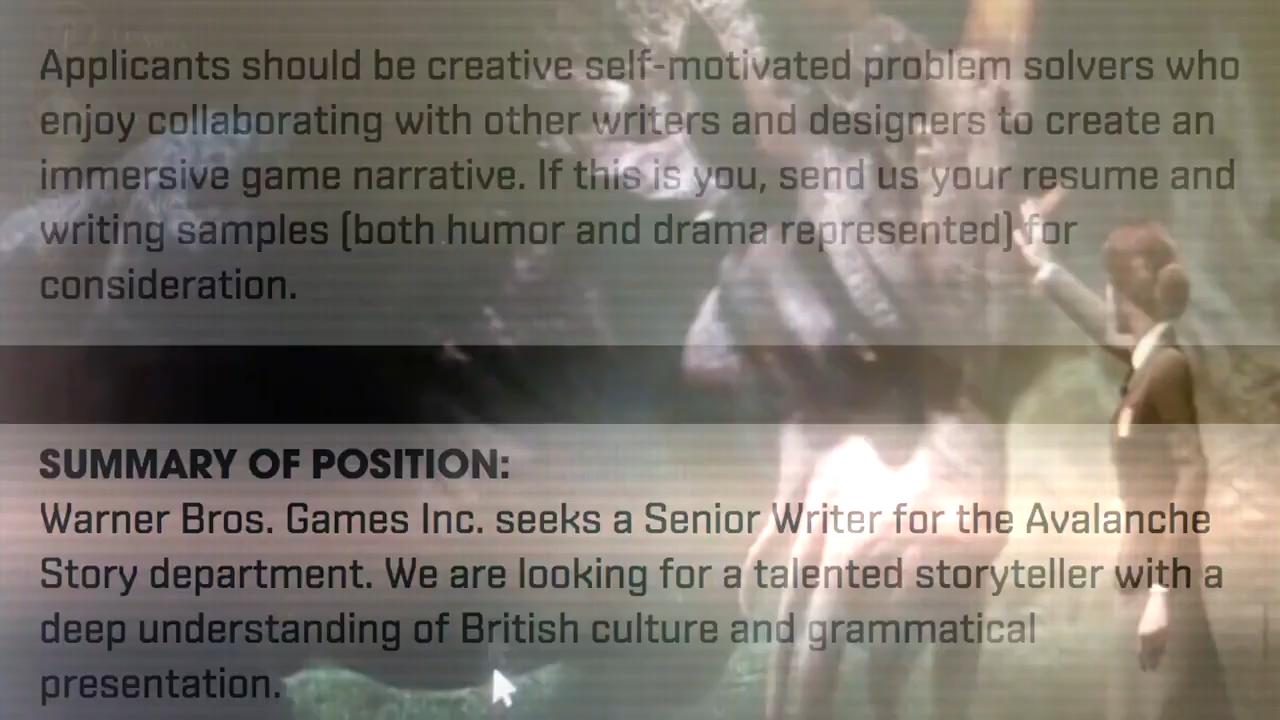 Applicants should be creative self-motivated problem solvers who
enjoy collaborating with other writers and designers to create an
immersive game narrative. If this is you, send us your resume and
writing samples (both humor and drama represented) for
consideration.
SUMMARY OF POSITION:
Warner Bros. Games Inc. seeks a Senior Writer for the Avalanche
Story department. We are looking for a talented storyteller with a
deep understanding of British culture and grammatical
presentation.